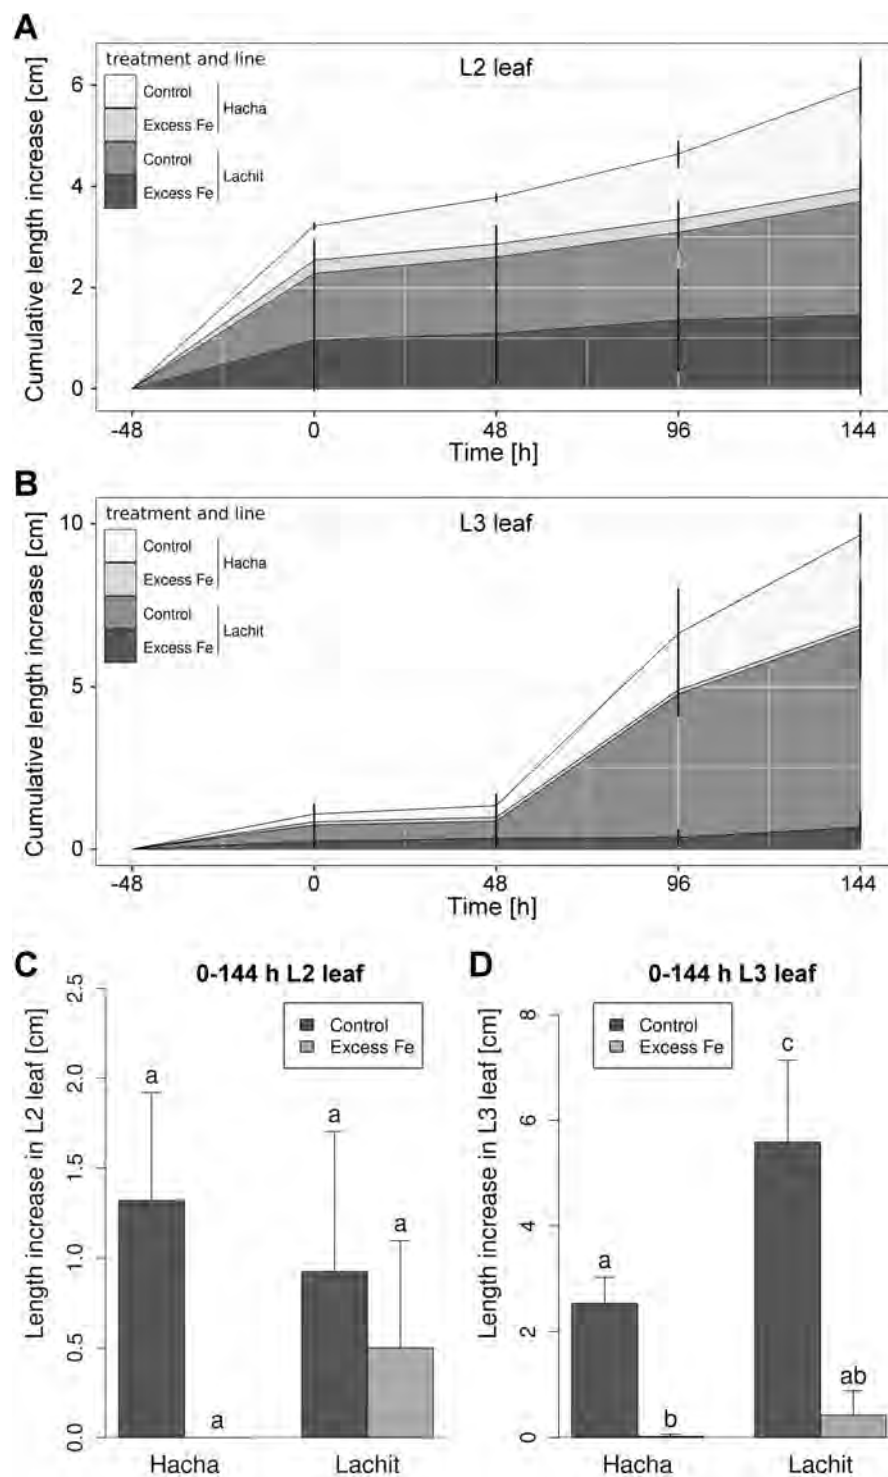 A
L2 leaf
treatment and line
Control
Excess Fe
Hacha
Control
Excess Fe
Lachit
Cumulative length increase [cm]
6
4
2
0
-48 0 48 96 144
Time [h]
B
L3 leaf
treatment and line
Control
Excess Fe
Hacha
Control
Excess Fe
Lachit
Cumulative length increase [cm]
10
5
0
-48 0 48 96 144
Time [h]
C
0-144 h L2 leaf
Control
Excess Fe
Length increase in L2 leaf [cm]
2.5
2.0
1.5
1.0
0.5
0.0
a
a
a
a
Hacha Lachit
D
0-144 h L3 leaf
Control
Excess Fe
Length increase in L3 leaf [cm]
8
6
4
2
0
a
b
c
ab
Hacha Lachit